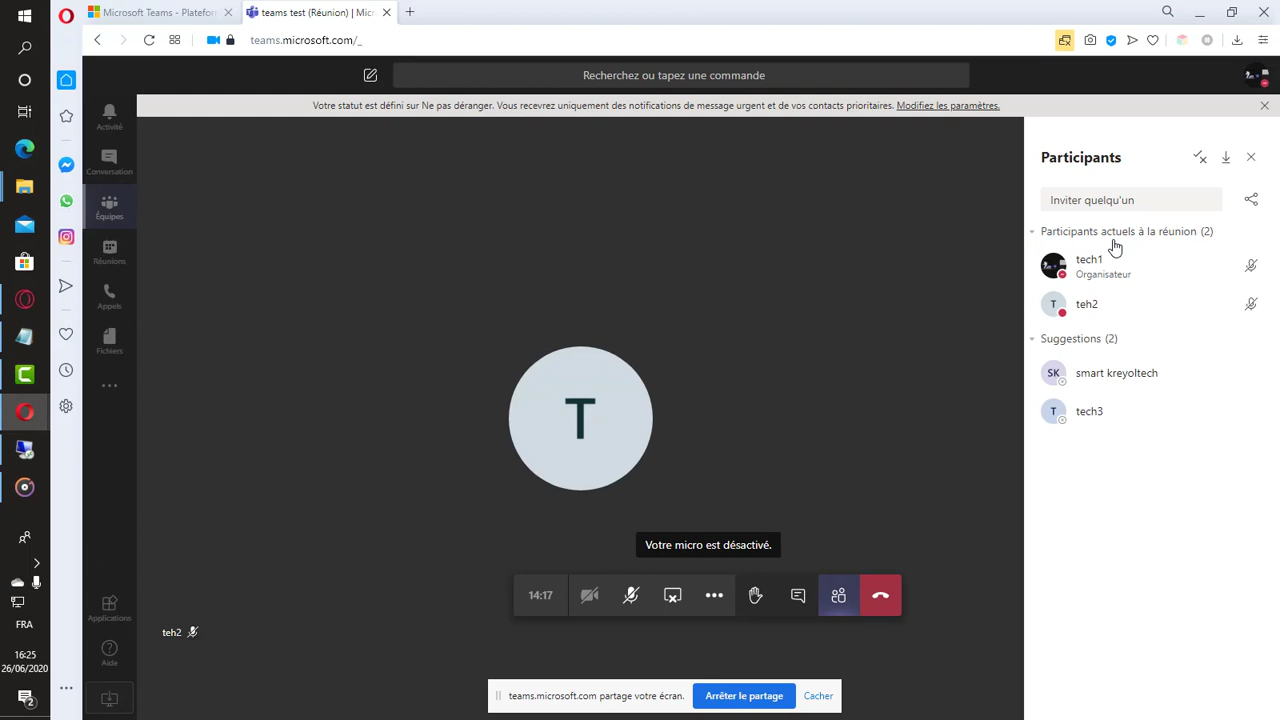 Microsoft Teams - Platefor
teams test (Réunion) | Micr
teams.microsoft.com/_
Recherchez ou tapez une commande
Votre statut est défini sur Ne pas déranger. Vous recevrez uniquement des notifications de message urgent et de vos contacts prioritaires. Modifiez les paramètres.
Activité
Conversation
Équipes
Réunions
Appels
Fichiers
Applications
Aide
Participants
Inviter quelqu'un
Participants actuels à la réunion (2)
tech1
Organisateur
T
teh2
Suggestions (2)
SK
smart kreyoltech
T
tech3
T
Votre micro est désactivé.
14:17
teh2
teams.microsoft.com partage votre écran.
Arrêter le partage
Cacher
FRA
16:25
26/06/2020
2